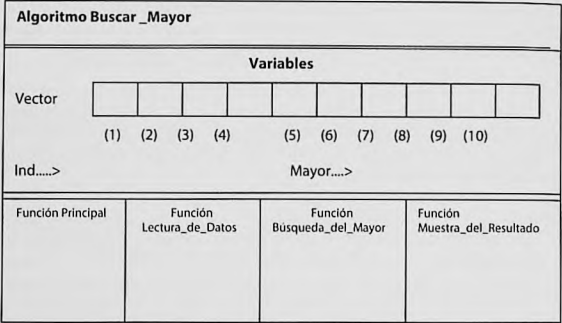 Algoritmo Buscar _Mayor
Variables
Vector
(1) (2) (3) (4) (5) (6) (7) (8) (9) (10)
Ind.....> Mayor....>
Función Principal
Función
Lectura_de_Datos
Función
Búsqueda_del_Mayor
Función
Muestra_del_Resultado